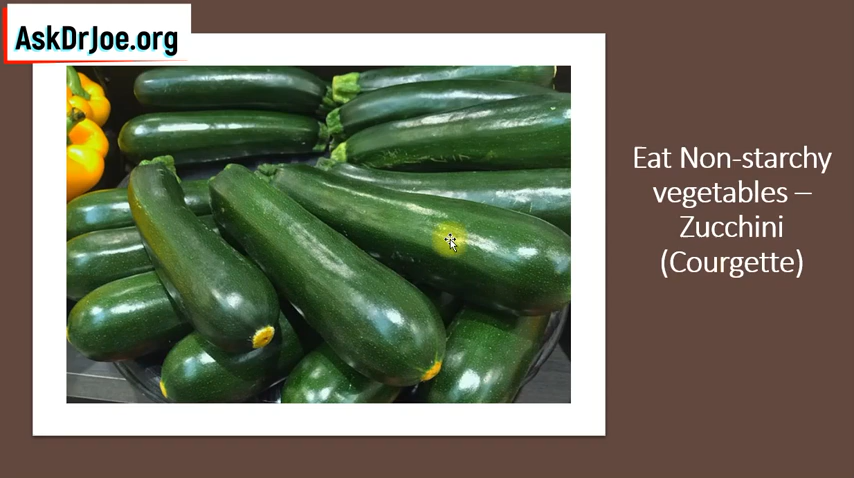 AskDrJoe.org
Eat Non-starchy
vegetables –
Zucchini
(Courgette)